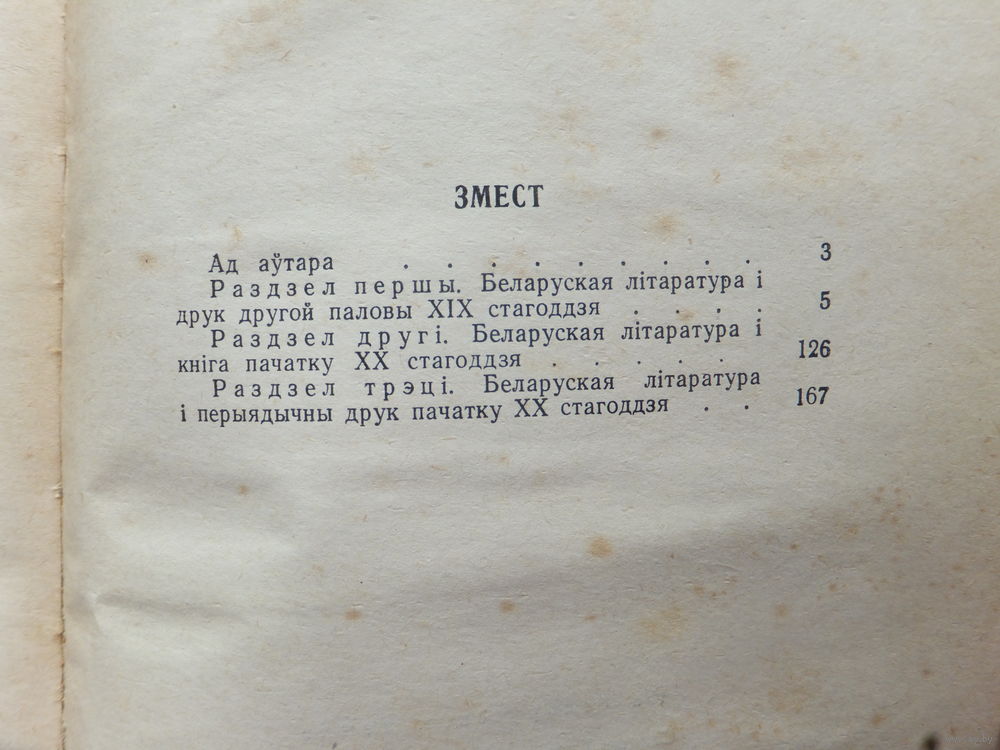 ЗМЕСТ
Ад аўтара . . . . . . . . . 3
Раздзел першы. Беларуская літаратура і
друк другой паловы XIX стагоддзя . . . . 5
Раздзел другі. Беларуская літаратура і
кніга пачатку XX стагоддзя . . . . . 126
Раздзел трэці. Беларуская літаратура
і перыядычны друк пачатку XX стагоддзя . . 167